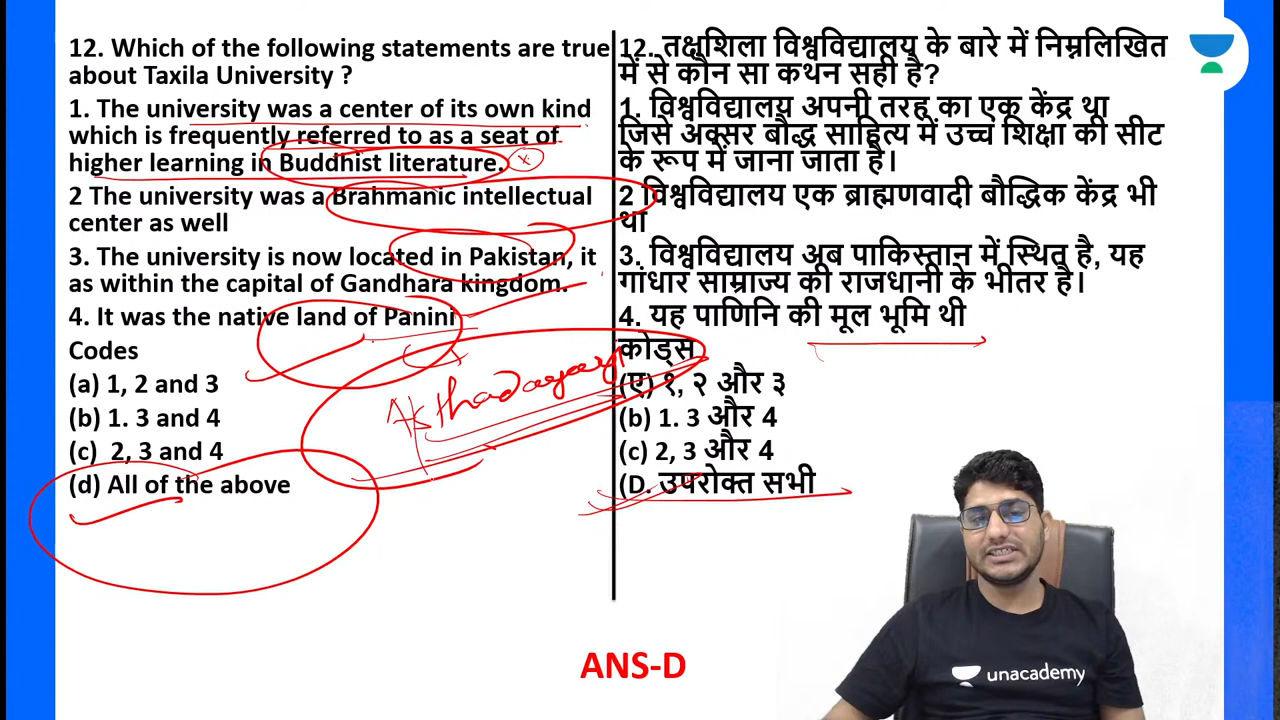 12. Which of the following statements are true
about Taxila University ?
1. The university was a center of its own kind
which is frequently referred to as a seat of
higher learning in Buddhist literature.
2 The university was a Brahmanic intellectual
center as well
3. The university is now located in Pakistan, it
as within the capital of Gandhara kingdom.
4. It was the native land of Panini
Codes
(a) 1, 2 and 3
(b) 1. 3 and 4
(c) 2, 3 and 4
(d) All of the above
12. तक्षशिला विश्वविद्यालय के बारे में निम्नलिखित
में से कौन सा कथन सही है?
1. विश्वविद्यालय अपनी तरह का एक केंद्र था
जिसे अक्सर बौद्ध साहित्य में उच्च शिक्षा की सीट
के रूप में जाना जाता है।
2 विश्वविद्यालय एक ब्राह्मणवादी बौद्धिक केंद्र भी
था
3. विश्वविद्यालय अब पाकिस्तान में स्थित है, यह
गांधार साम्राज्य की राजधानी के भीतर है।
4. यह पाणिनि की मूल भूमि थी
कोड्स
(ए) १, २ और ३
(b) 1. 3 और 4
(c) 2, 3 और 4
(D. उपरोक्त सभी
ANS-D
unacademy